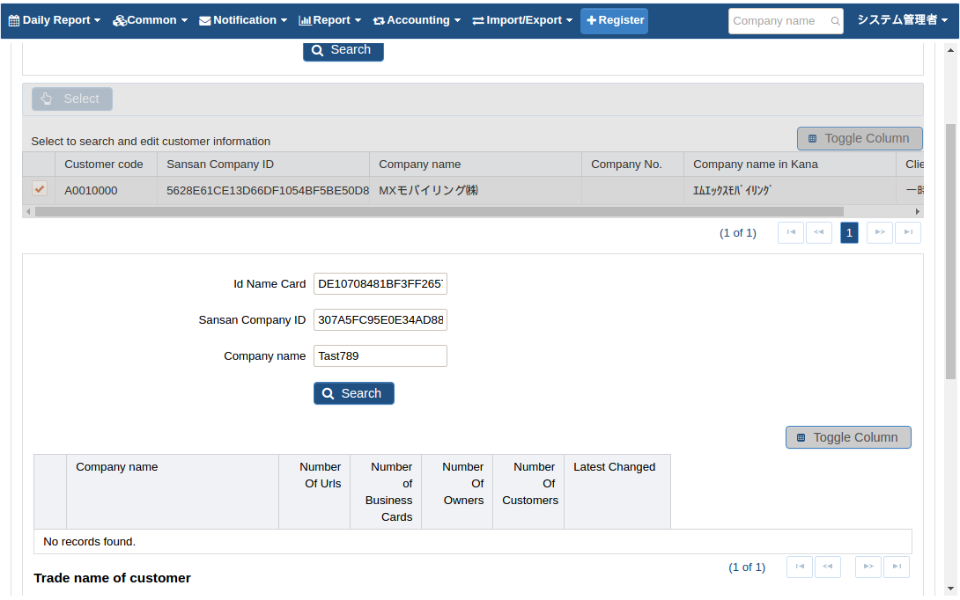 Daily Report Common Notification Report Accounting Import/Export Register Company name システム管理者
Search
Select
Select to search and edit customer information
Toggle Column
Customer code Sansan Company ID Company name Company No. Company name in Kana Clie
A0010000 5628E61CE13D66DF1054BF5BE50D8 MXモバイリング㈱ ｴﾑｴｯｸｽﾓﾊﾞｲﾘﾝｸﾞ 一時
(1 of 1) 1
Id Name Card DE10708481BF3FF2657
Sansan Company ID 307A5FC95E0E34AD88
Company name Tast789
Search
Toggle Column
Company name Number Of Urls Number of Business Cards Number Of Owners Number Of Customers Latest Changed
No records found.
(1 of 1)
Trade name of customer